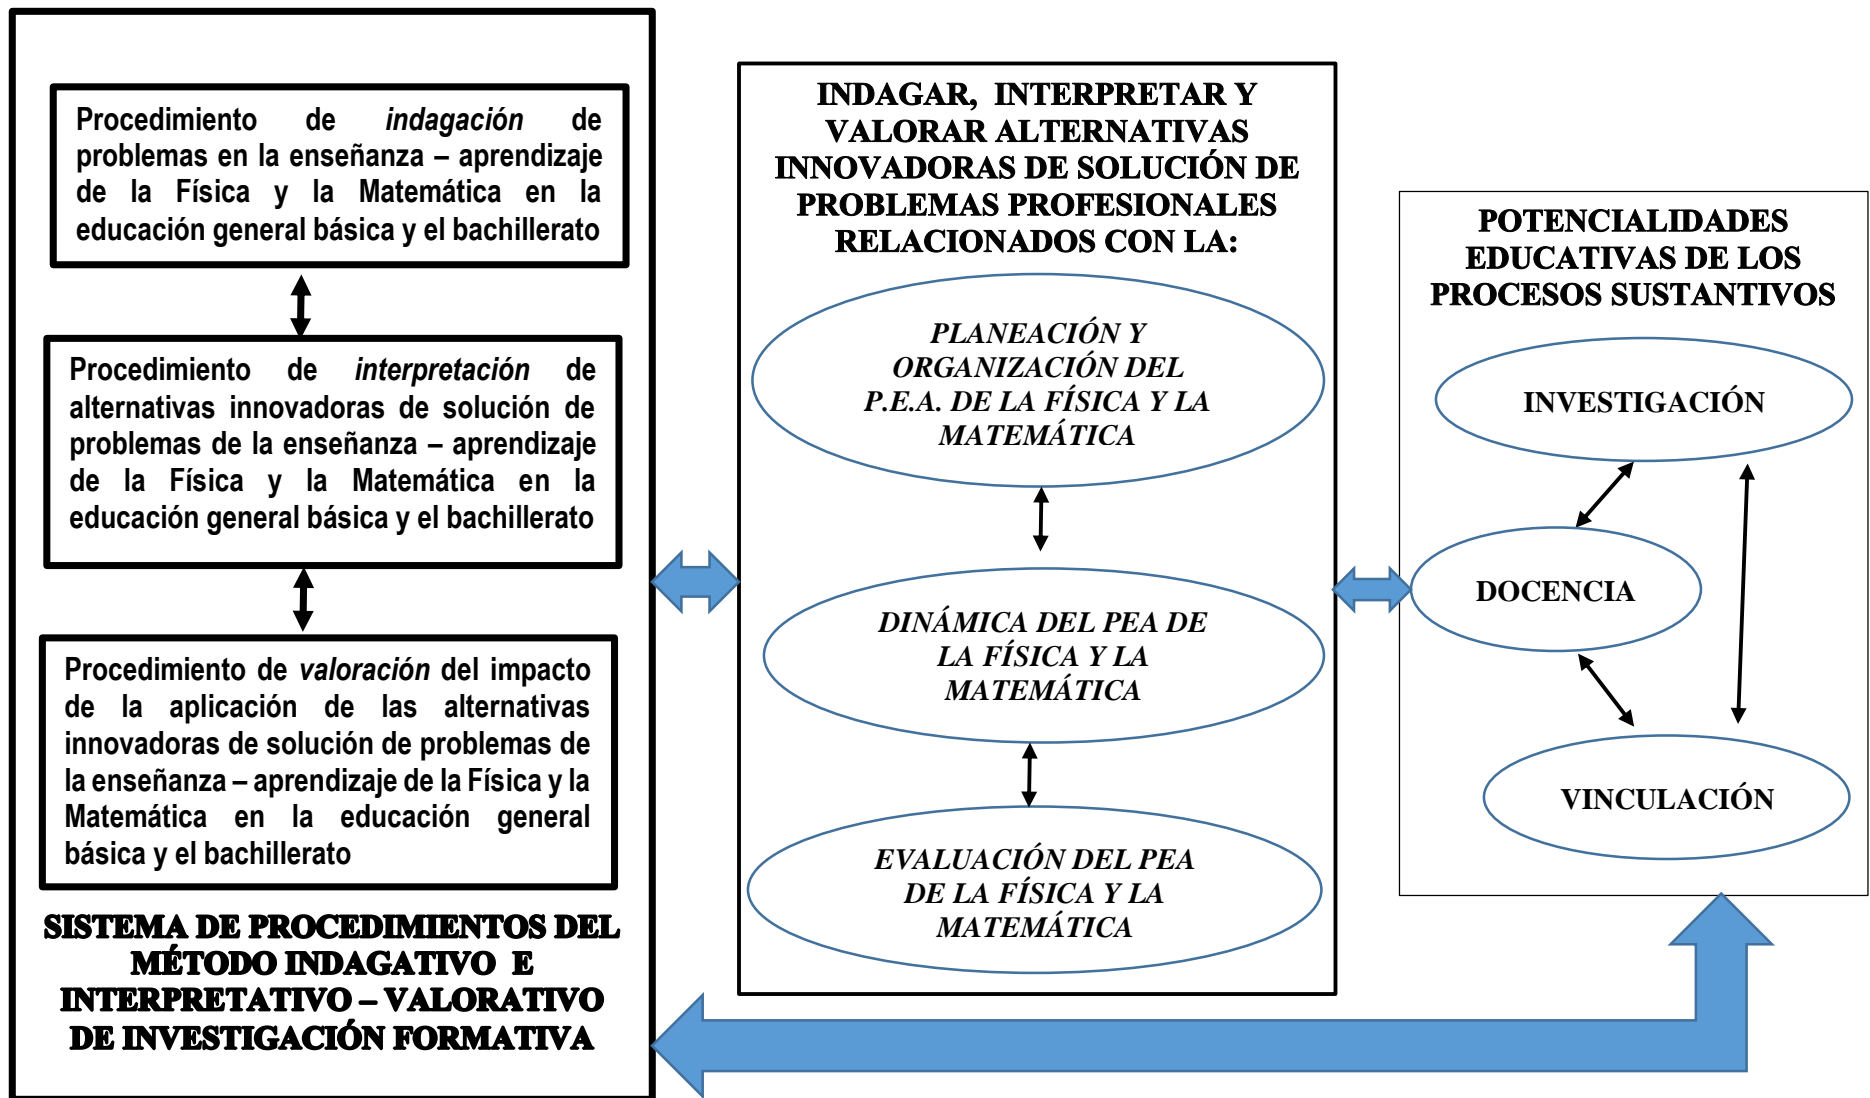 Procedimiento de indagación de
problemas en la enseñanza – aprendizaje
de la Física y la Matemática en la
educación general básica y el bachillerato
Procedimiento de interpretación de
alternativas innovadoras de solución de
problemas de la enseñanza – aprendizaje
de la Física y la Matemática en la
educación general básica y el bachillerato
Procedimiento de valoración del impacto
de la aplicación de las alternativas
innovadoras de solución de problemas de
la enseñanza – aprendizaje de la Física y la
Matemática en la educación general
básica y el bachillerato
SISTEMA DE PROCEDIMIENTOS DEL
MÉTODO INDAGATIVO E
INTERPRETATIVO – VALORATIVO
DE INVESTIGACIÓN FORMATIVA
INDAGAR, INTERPRETAR Y
VALORAR ALTERNATIVAS
INNOVADORAS DE SOLUCIÓN DE
PROBLEMAS PROFESIONALES
RELACIONADOS CON LA:
PLANEACIÓN Y
ORGANIZACIÓN DEL
P.E.A. DE LA FÍSICA Y LA
MATEMÁTICA
DINÁMICA DEL PEA DE
LA FÍSICA Y LA
MATEMÁTICA
EVALUACIÓN DEL PEA
DE LA FÍSICA Y LA
MATEMÁTICA
POTENCIALIDADES
EDUCATIVAS DE LOS
PROCESOS SUSTANTIVOS
INVESTIGACIÓN
DOCENCIA
VINCULACIÓN